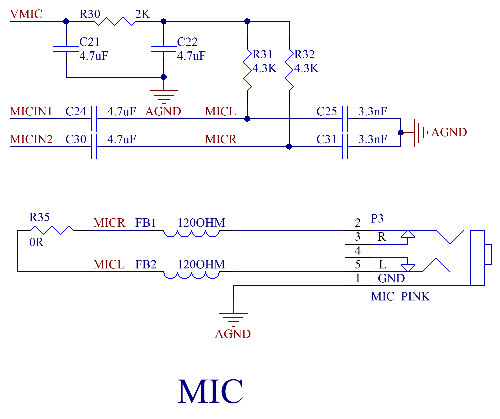 VMIC R30 2K
C21 C22
4.7uF 4.7uF
R31 R32
4.3K 4.3K
MICIN1 C24 4.7uF AGND MICL C25 3.3nF
AGND
MICIN2 C30 4.7uF MICR C31 3.3nF
R35 MICR FB1 120OHM 2 P3
0R
3 R
4
MICL FB2 120OHM 5 L
1 GND
MIC_PINK
AGND
MIC